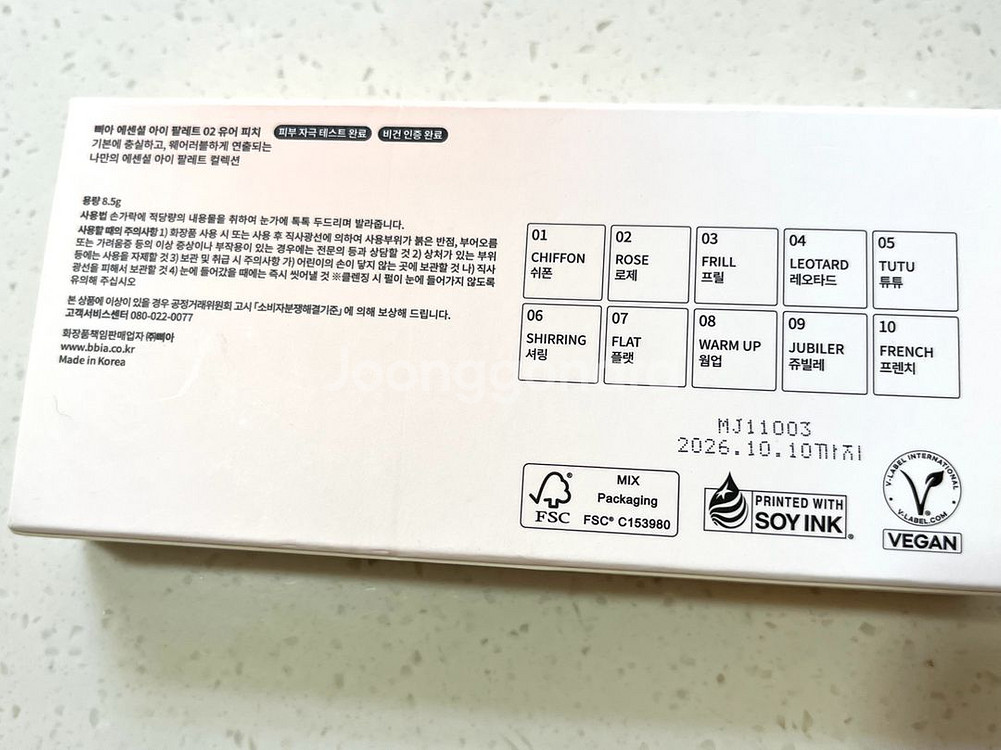 삐아 에센셜 아이 팔레트 02 유어 피치 피부 자극 테스트 완료 비건 인증 완료
기본에 충실하고, 웨어러블하게 연출되는
나만의 에센셜 아이 팔레트 컬렉션
용량 8.5g
사용법 손가락에 적당량의 내용물을 취하여 눈가에 톡톡 두드리며 발라줍니다.
사용할 때의 주의사항 1) 화장품 사용 시 또는 사용 후 직사광선에 의하여 사용부위가 붉은 반점, 부어오름
또는 가려움증 등의 이상 증상이나 부작용이 있는 경우에는 전문의 등과 상담할 것 2) 상처가 있는 부위
등에는 사용을 자제할 것 3) 보관 및 취급 시 주의사항 가) 어린이의 손이 닿지 않는 곳에 보관할 것 나) 직사
광선을 피해서 보관할 것 4) 눈에 들어갔을 때에는 즉시 씻어낼 것 ※클렌징 시 펄이 눈에 들어가지 않도록
유의해 주십시오
본 상품에 이상이 있을 경우 공정거래위원회 고시 「소비자분쟁해결기준」에 의해 보상해 드립니다.
고객서비스센터 080-022-0077
화장품책임판매업자 ㈜삐아
www.bbia.co.kr
Made in Korea
01
CHIFFON
쉬폰
02
ROSE
로제
03
FRILL
프릴
04
LEOTARD
레오타드
05
TUTU
튜튜
06
SHIRRING
셔링
07
FLAT
플랫
08
WARM UP
웜업
09
JUBILER
쥬빌레
10
FRENCH
프렌치
MJ11003
2026.10.10까지
FSC
MIX
Packaging
FSC® C153980
PRINTED WITH
SOY INK
V-LABEL INTERNATIONAL
V-LABEL.COM
VEGAN